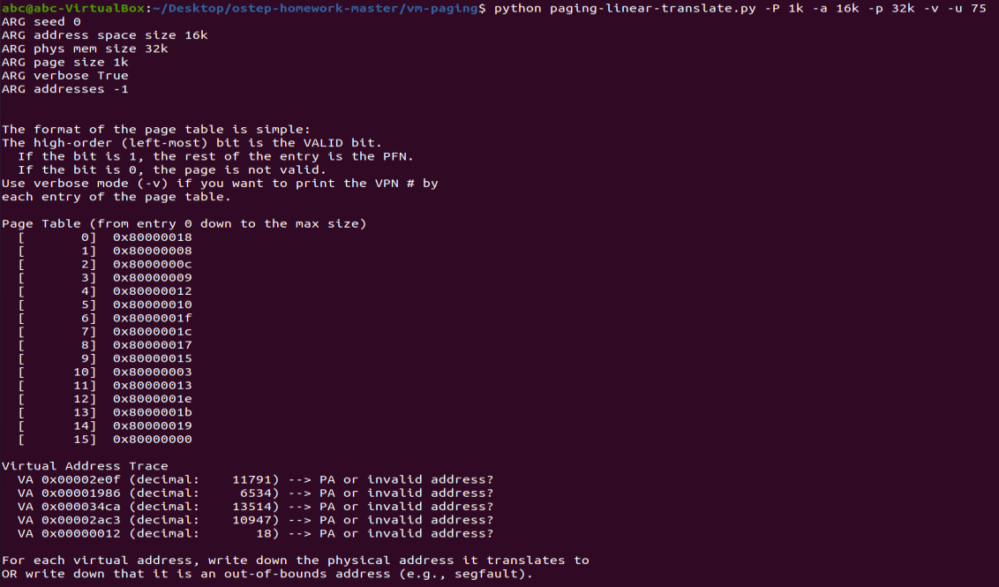 abc@abc-VirtualBox:~/Desktop/ostep-homework-master/vm-paging$ python paging-linear-translate.py -P 1k -a 16k -p 32k -v -u 75
ARG seed 0
ARG address space size 16k
ARG phys mem size 32k
ARG page size 1k
ARG verbose True
ARG addresses -1

The format of the page table is simple:
The high-order (left-most) bit is the VALID bit.
  If the bit is 1, the rest of the entry is the PFN.
  If the bit is 0, the page is not valid.
Use verbose mode (-v) if you want to print the VPN # by
each entry of the page table.

Page Table (from entry 0 down to the max size)
  [       0]  0x80000018
  [       1]  0x80000008
  [       2]  0x8000000c
  [       3]  0x80000009
  [       4]  0x80000012
  [       5]  0x80000010
  [       6]  0x8000001f
  [       7]  0x8000001c
  [       8]  0x80000017
  [       9]  0x80000015
  [      10]  0x80000003
  [      11]  0x80000013
  [      12]  0x8000001e
  [      13]  0x8000001b
  [      14]  0x80000019
  [      15]  0x80000000

Virtual Address Trace
  VA 0x00002e0f (decimal:    11791) --> PA or invalid address?
  VA 0x00001986 (decimal:     6534) --> PA or invalid address?
  VA 0x000034ca (decimal:    13514) --> PA or invalid address?
  VA 0x00002ac3 (decimal:    10947) --> PA or invalid address?
  VA 0x00000012 (decimal:       18) --> PA or invalid address?

For each virtual address, write down the physical address it translates to
OR write down that it is an out-of-bounds address (e.g., segfault).